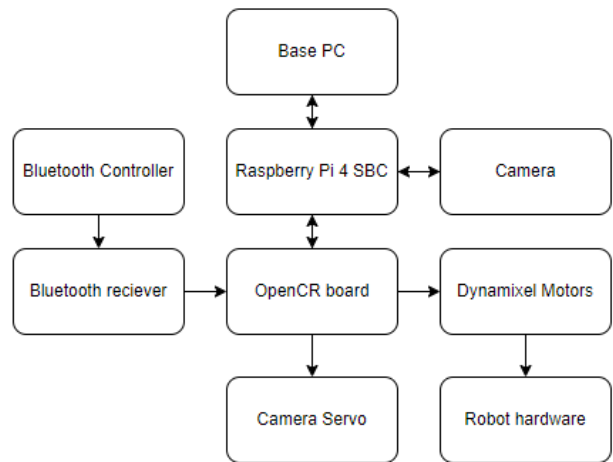 Base PC
Bluetooth Controller
Raspberry Pi 4 SBC
Camera
Bluetooth reciever
OpenCR board
Dynamixel Motors
Camera Servo
Robot hardware